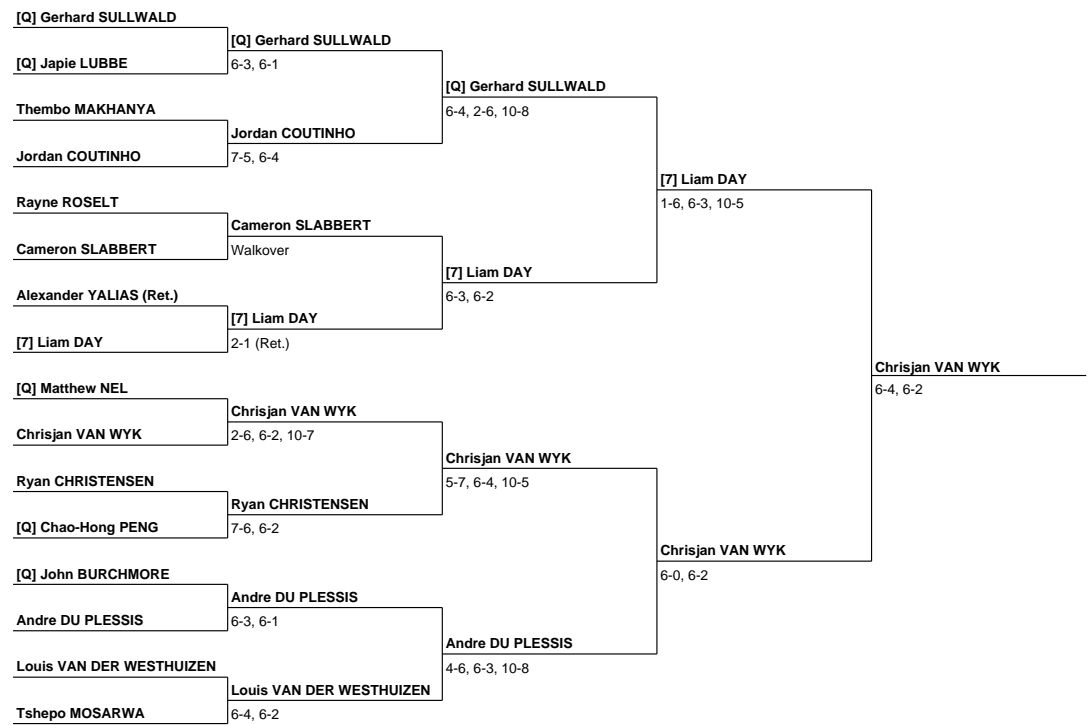 [Q] Gerhard SULLWALD
[Q] Gerhard SULLWALD
[Q] Japie LUBBE
6-3, 6-1
[Q] Gerhard SULLWALD
Thembo MAKHANYA
6-4, 2-6, 10-8
Jordan COUTINHO
Jordan COUTINHO
7-5, 6-4
[7] Liam DAY
Rayne ROSELT
1-6, 6-3, 10-5
Cameron SLABBERT
Cameron SLABBERT
Walkover
[7] Liam DAY
Alexander YALIAS (Ret.)
6-3, 6-2
[7] Liam DAY
[7] Liam DAY
2-1 (Ret.)
Chrisjan VAN WYK
[Q] Matthew NEL
6-4, 6-2
Chrisjan VAN WYK
Chrisjan VAN WYK
2-6, 6-2, 10-7
Chrisjan VAN WYK
Ryan CHRISTENSEN
5-7, 6-4, 10-5
Ryan CHRISTENSEN
[Q] Chao-Hong PENG
7-6, 6-2
Chrisjan VAN WYK
[Q] John BURCHMORE
6-0, 6-2
Andre DU PLESSIS
Andre DU PLESSIS
6-3, 6-1
Andre DU PLESSIS
Louis VAN DER WESTHUIZEN
4-6, 6-3, 10-8
Louis VAN DER WESTHUIZEN
Tshepo MOSARWA
6-4, 6-2